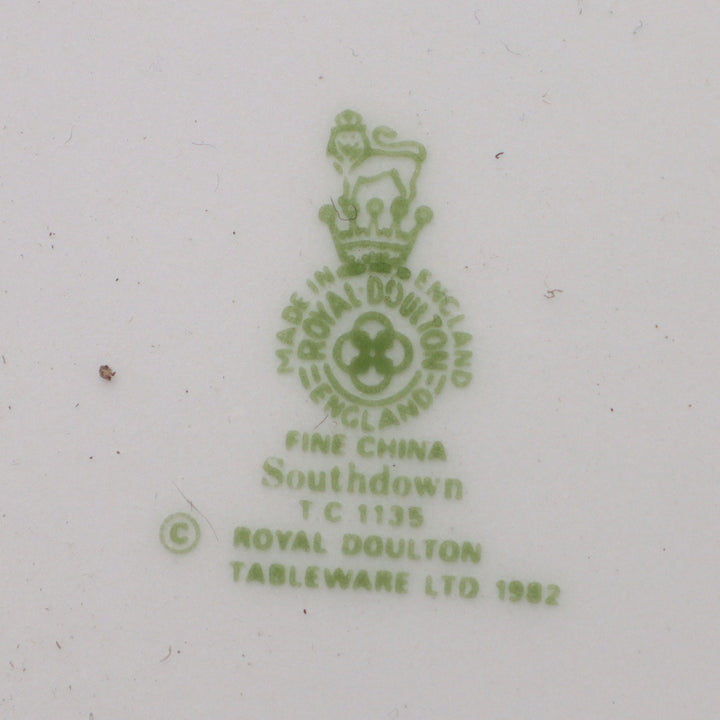 MADE IN ENGLAND
ROYAL DOULTON
ENGLAND
FINE CHINA
Southdown
T C 1135
© ROYAL DOULTON
TABLEWARE LTD 1982